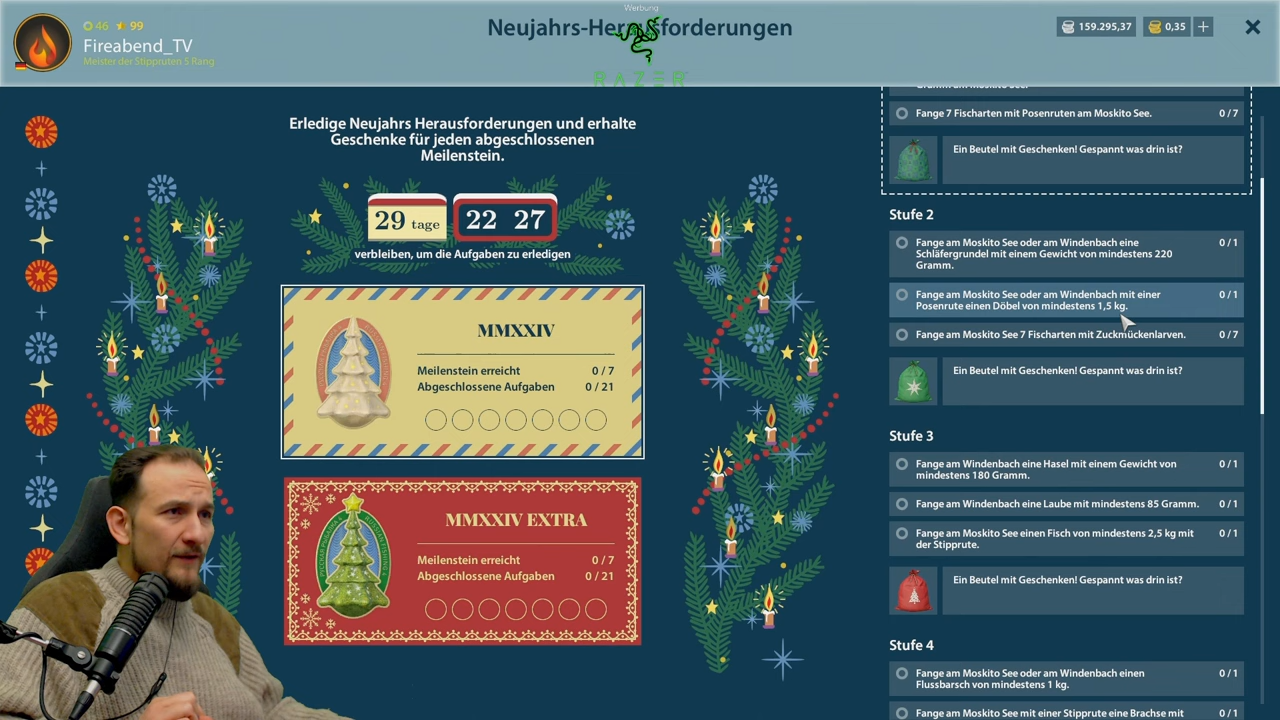 Werbung
Neujahrs-Herausforderungen
RAZER
46 99
Fireabend_TV
Meister der Stippruten 5 Rang
159.295,37
0,35 +
Erledige Neujahrs Herausforderungen und erhalte
Geschenke für jeden abgeschlossenen
Meilenstein.
29 tage
22 27
verbleiben, um die Aufgaben zu erledigen
MMXXIV
Meilenstein erreicht 0 / 7
Abgeschlossene Aufgaben 0 / 21
MMXXIV EXTRA
Meilenstein erreicht 0 / 7
Abgeschlossene Aufgaben 0 / 21
Gramm am Moskito See.
Fange 7 Fischarten mit Posenruten am Moskito See. 0 / 7
Ein Beutel mit Geschenken! Gespannt was drin ist?
Stufe 2
Fange am Moskito See oder am Windenbach eine 0 / 1
Schläfergrundel mit einem Gewicht von mindestens 220
Gramm.
Fange am Moskito See oder am Windenbach mit einer 0 / 1
Posenrute einen Döbel von mindestens 1,5 kg.
Fange am Moskito See 7 Fischarten mit Zuckmückenlarven. 0 / 7
Ein Beutel mit Geschenken! Gespannt was drin ist?
Stufe 3
Fange am Windenbach eine Hasel mit einem Gewicht von 0 / 1
mindestens 180 Gramm.
Fange am Windenbach eine Laube mit mindestens 85 Gramm. 0 / 1
Fange am Moskito See einen Fisch von mindestens 2,5 kg mit 0 / 1
der Stipprute.
Ein Beutel mit Geschenken! Gespannt was drin ist?
Stufe 4
Fange am Moskito See oder am Windenbach einen 0 / 1
Flussbarsch von mindestens 1 kg.
Fange am Moskito See mit einer Stipprute eine Brachse mit 0 / 1